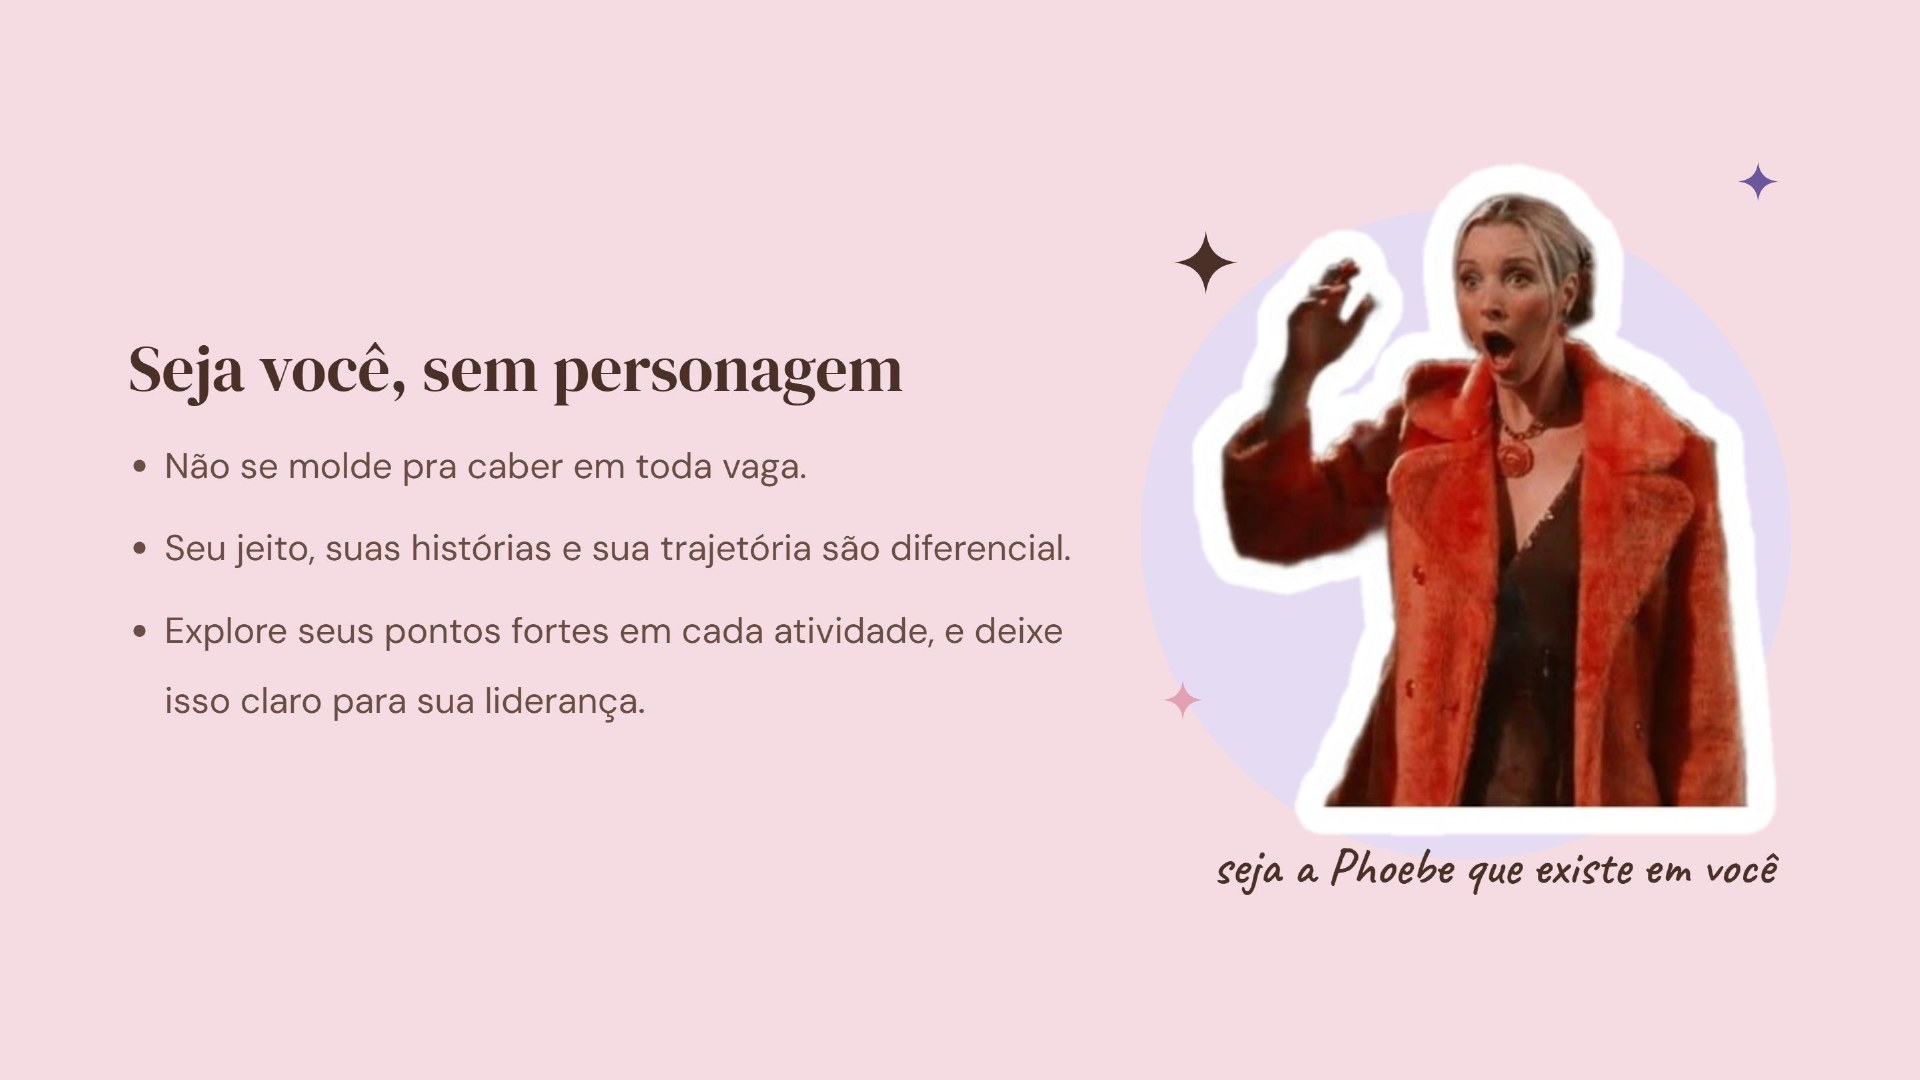 Seja você, sem personagem
• Não se molde pra caber em toda vaga.
• Seu jeito, suas histórias e sua trajetória são diferencial.
• Explore seus pontos fortes em cada atividade, e deixe
isso claro para sua liderança.
seja a Phoebe que existe em você